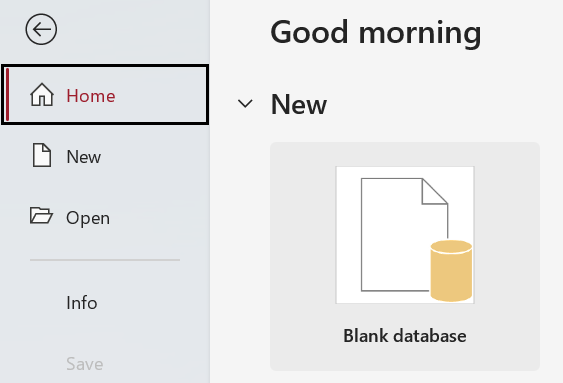 Good morning
Home
New
New
Open
Info
Save
Blank database